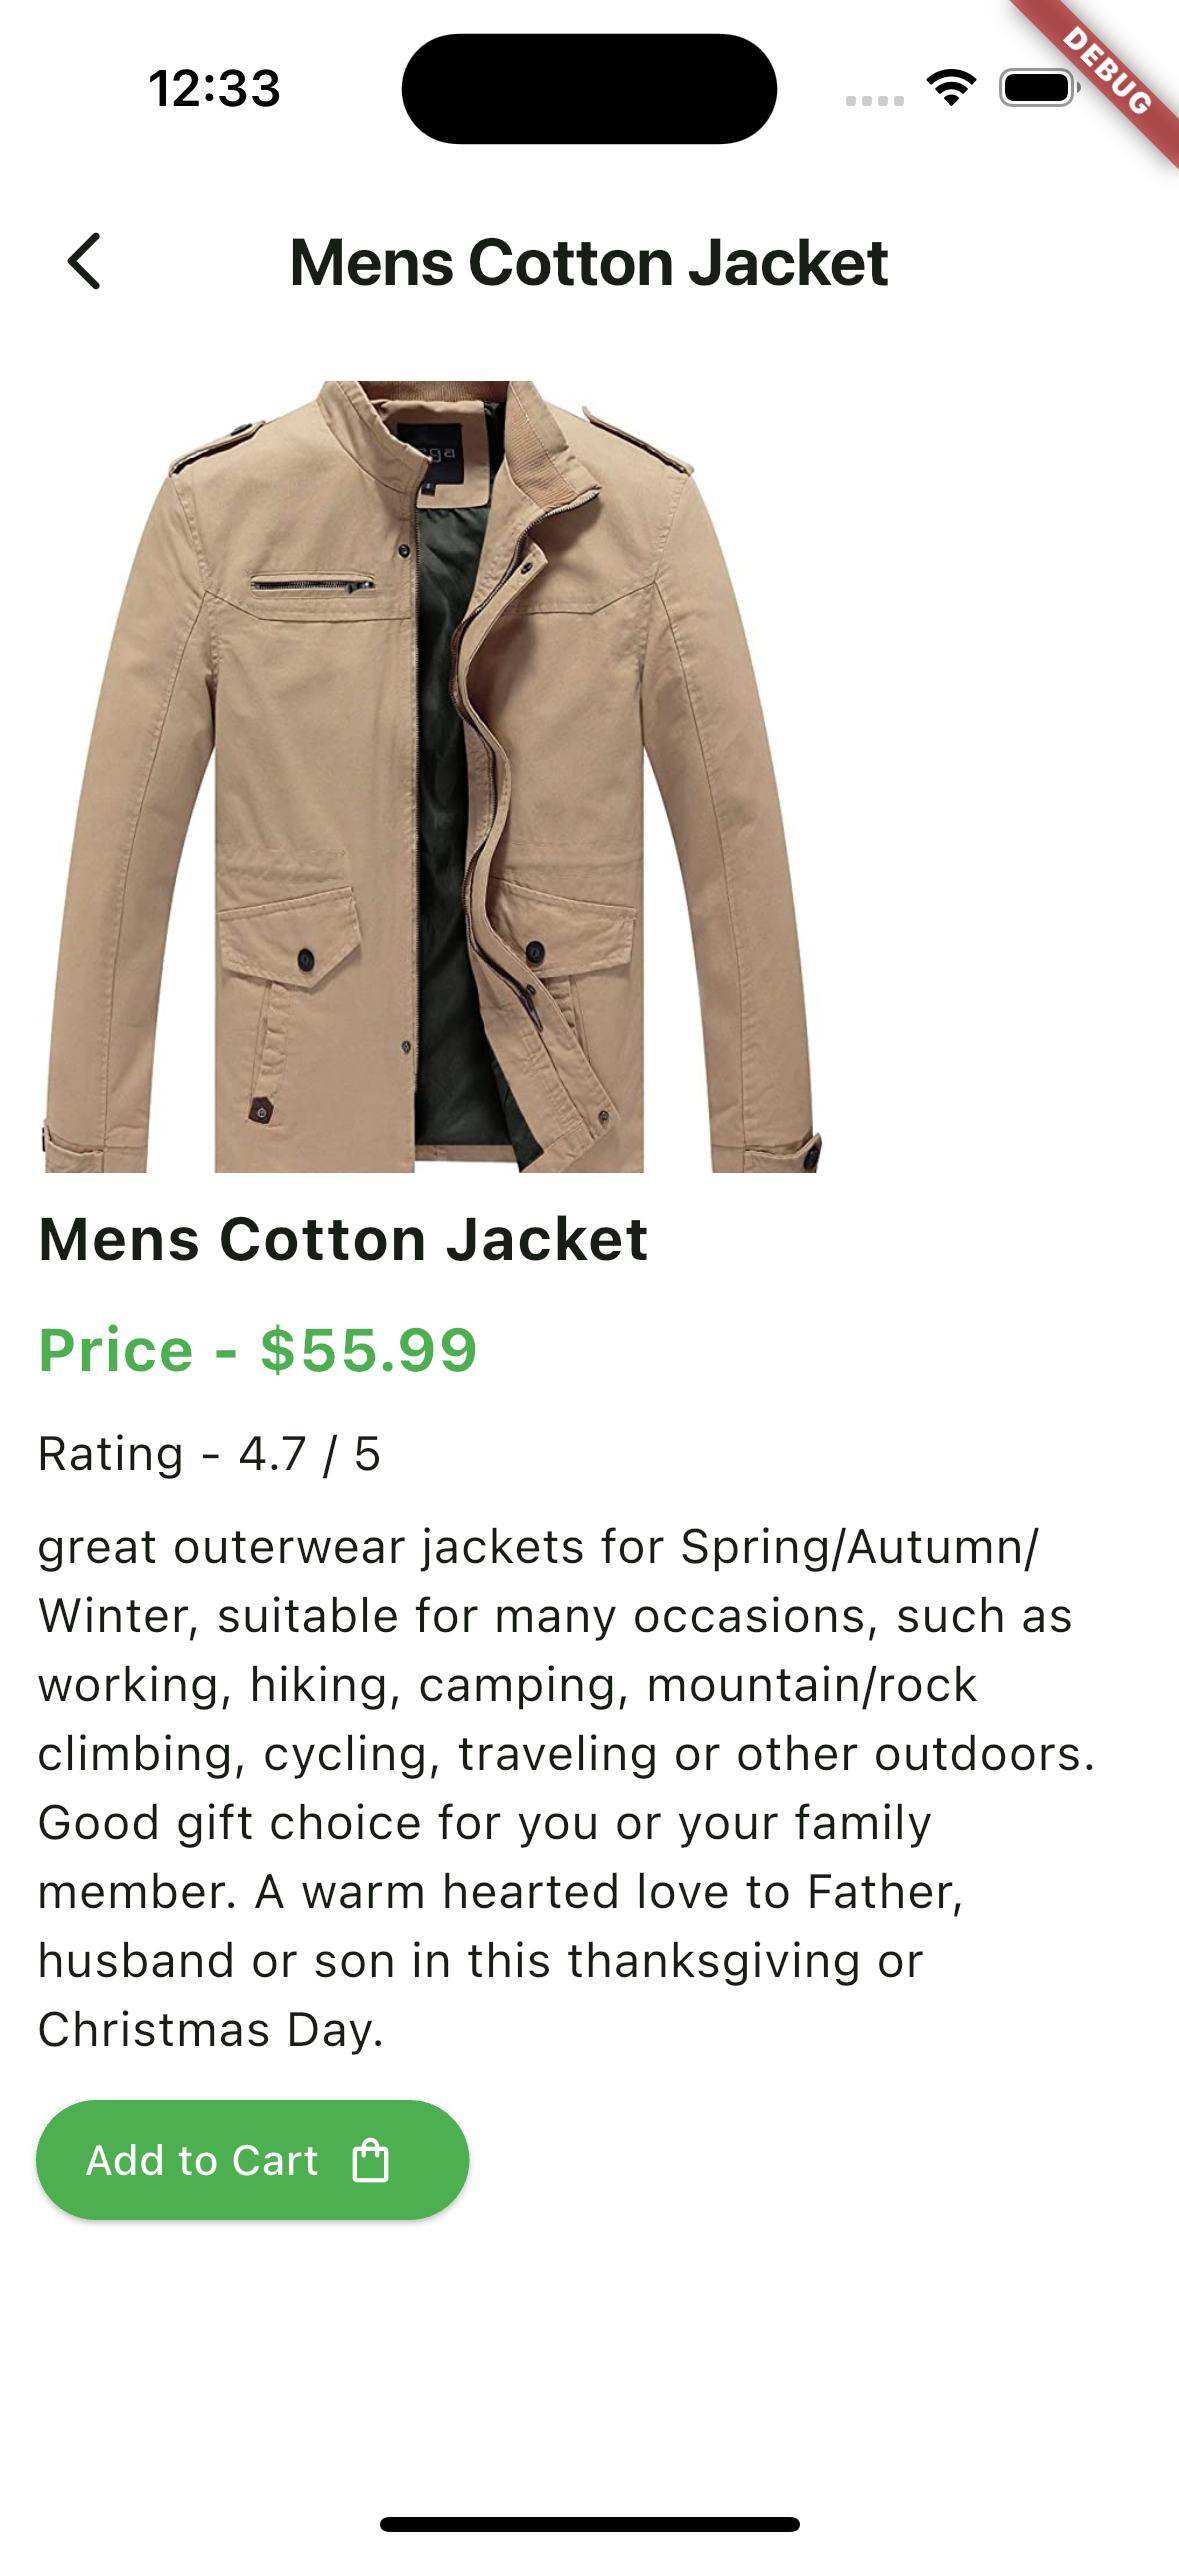 12:33
DEBUG
Mens Cotton Jacket
Mens Cotton Jacket
Price - $55.99
Rating - 4.7 / 5
great outerwear jackets for Spring/Autumn/
Winter, suitable for many occasions, such as
working, hiking, camping, mountain/rock
climbing, cycling, traveling or other outdoors.
Good gift choice for you or your family
member. A warm hearted love to Father,
husband or son in this thanksgiving or
Christmas Day.
Add to Cart